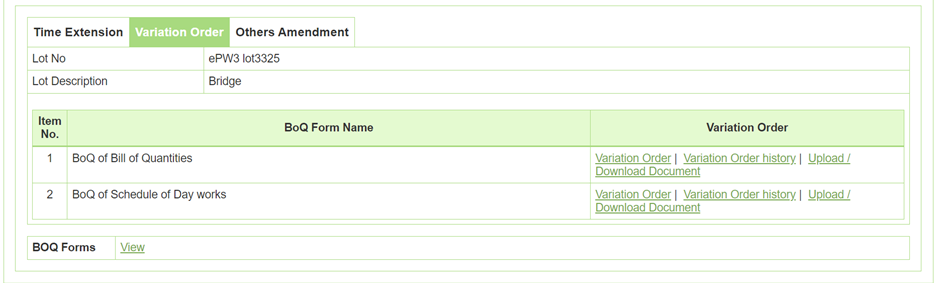 Time Extension Variation Order Others Amendment
Lot No ePW3 lot3325
Lot Description Bridge
Item No. BoQ Form Name Variation Order
1 BoQ of Bill of Quantities Variation Order | Variation Order history | Upload /
Download Document
2 BoQ of Schedule of Day works Variation Order | Variation Order history | Upload /
Download Document
BOQ Forms View